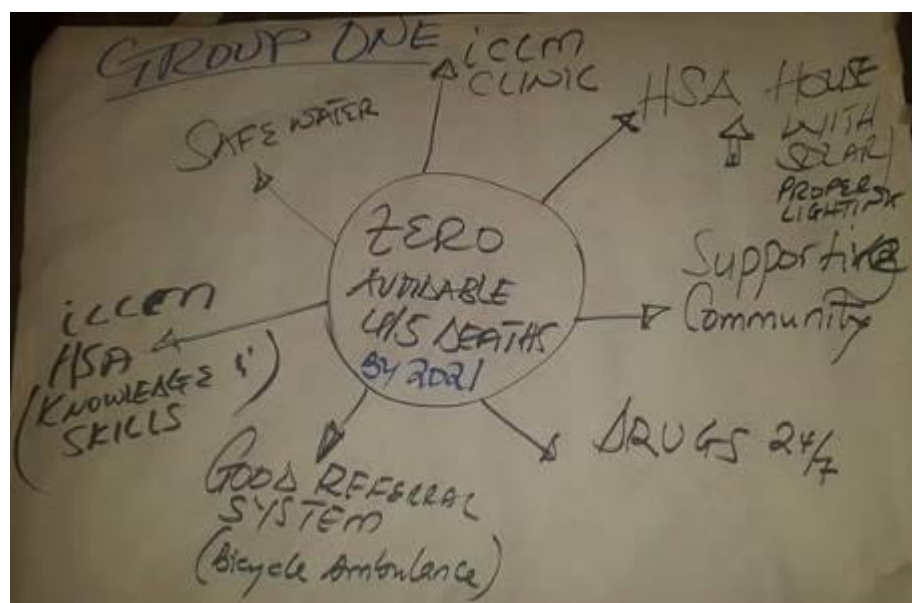 GROUP ONE
iccm
CLINIC
HSA HOUSE
WITH
SOLAR/
PROPER
LIGHTING
SAFE WATER
ZERO
AVOIDABLE
U/5 DEATHS
BY 2021
Supportive
Community
iccm
HSA
(KNOWLEDGE &
SKILLS)
GOOD REFERRAL
SYSTEM
(Bicycle Ambulance)
DRUGS 24/7